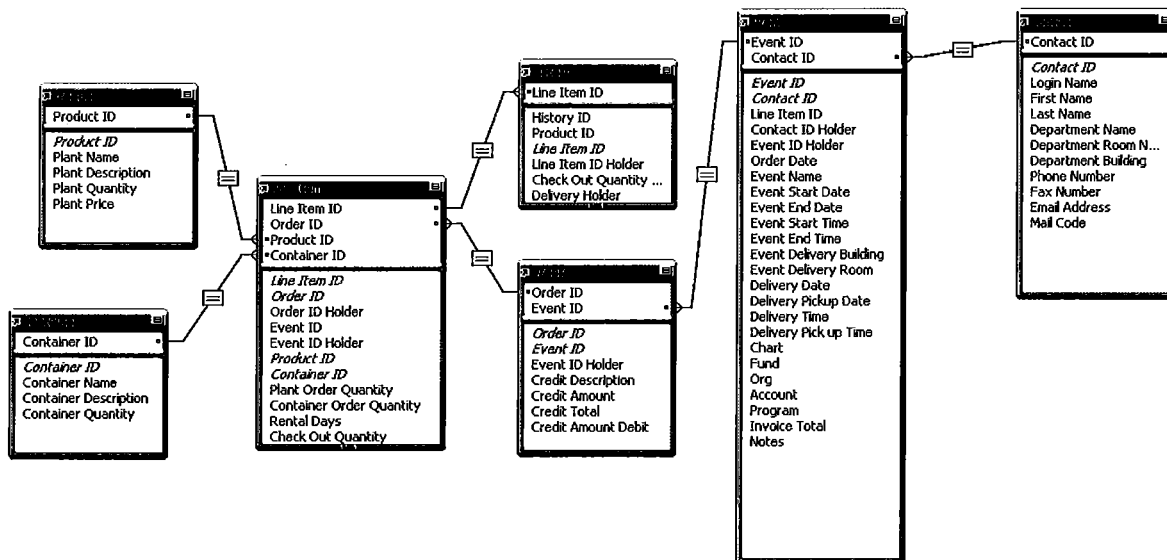 Product ID
Product ID
Plant Name
Plant Description
Plant Quantity
Plant Price
Container ID
Container ID
Container Name
Container Description
Container Quantity
Line Item ID
Order ID
Product ID
Container ID
Line Item ID
Order ID
Order ID Holder
Event ID
Event ID Holder
Product ID
Container ID
Plant Order Quantity
Container Order Quantity
Rental Days
Check Out Quantity
Line Item ID
History ID
Product ID
Line Item ID
Line Item ID Holder
Check Out Quantity ...
Delivery Holder
Order ID
Event ID
Order ID
Event ID
Event ID Holder
Credit Description
Credit Amount
Credit Total
Credit Amount Debit
Event ID
Contact ID
Event ID
Contact ID
Line Item ID
Contact ID Holder
Event ID Holder
Order Date
Event Name
Event Start Date
Event End Date
Event Start Time
Event End Time
Event Delivery Building
Event Delivery Room
Delivery Date
Delivery Pickup Date
Delivery Time
Delivery Pick up Time
Chart
Fund
Org
Account
Program
Invoice Total
Notes
Contact ID
Contact ID
Login Name
First Name
Last Name
Department Name
Department Room N...
Department Building
Phone Number
Fax Number
Email Address
Mail Code